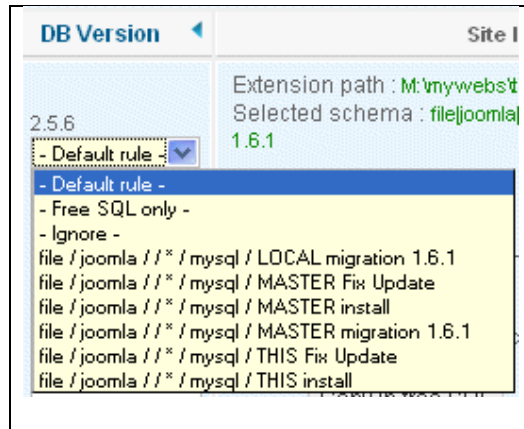 DB Version
Site I
Extension path : M:\mywebs\t
Selected schema : file|joomla|
1.6.1
2.5.6
- Default rule -
- Default rule -
- Free SQL only -
- Ignore -
file / joomla / / * / mysql / LOCAL migration 1.6.1
file / joomla / / * / mysql / MASTER Fix Update
file / joomla / / * / mysql / MASTER install
file / joomla / / * / mysql / MASTER migration 1.6.1
file / joomla / / * / mysql / THIS Fix Update
file / joomla / / * / mysql / THIS install